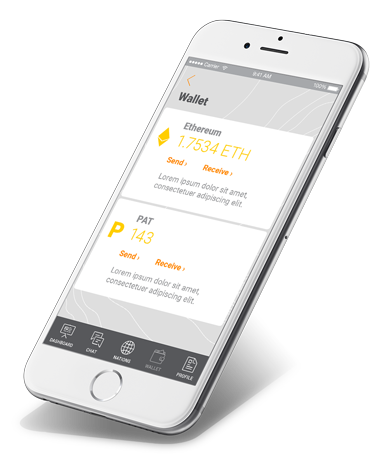 Carrier 9:41 AM 100%
Wallet
Ethereum
1.7534 ETH
Send › Receive ›
Lorem ipsum dolor sit amet,
consectetuer adipiscing elit.
PAT
P 143
Send › Receive ›
Lorem ipsum dolor sit amet,
consectetuer adipiscing elit.
DASHBOARD CHAT NATIONS WALLET PROFILE